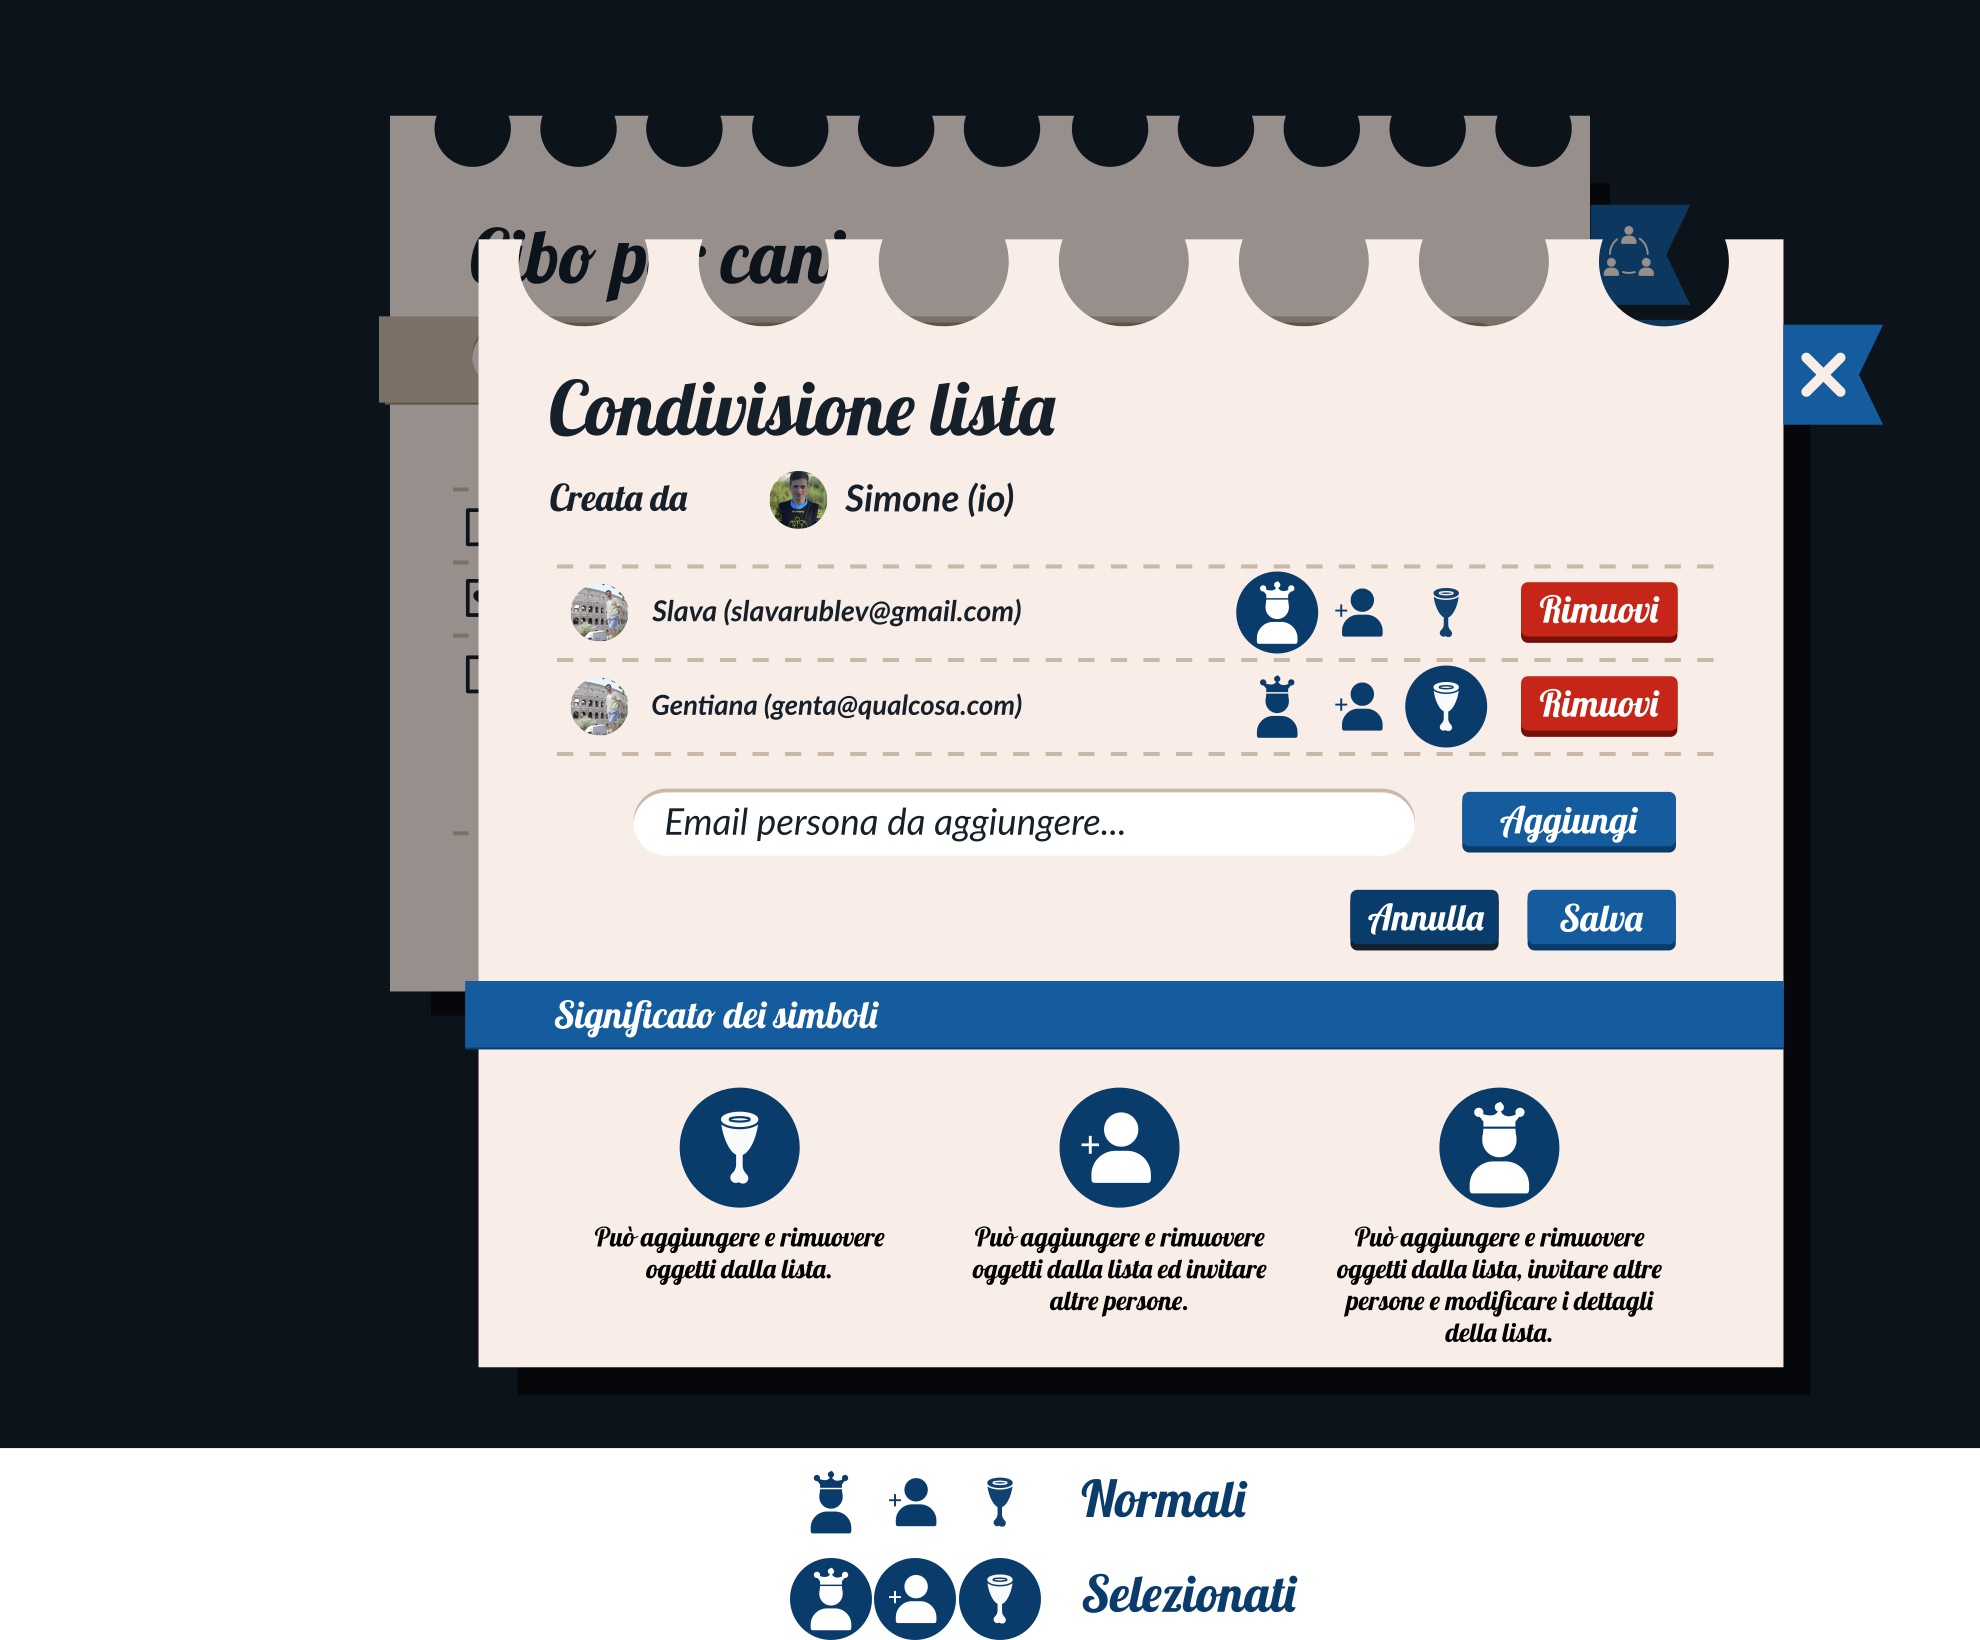 Cibo per cani
Condivisione lista
Creata da
Simone (io)
Slava (slavarublev@gmail.com)
Rimuovi
Gentiana (genta@qualcosa.com)
Rimuovi
Email persona da aggiungere...
Aggiungi
Annulla
Salva
Significato dei simboli
Può aggiungere e rimuovere
oggetti dalla lista.
Può aggiungere e rimuovere
oggetti dalla lista ed invitare
altre persone.
Può aggiungere e rimuovere
oggetti dalla lista, invitare altre
persone e modificare i dettagli
della lista.
Normali
Selezionati